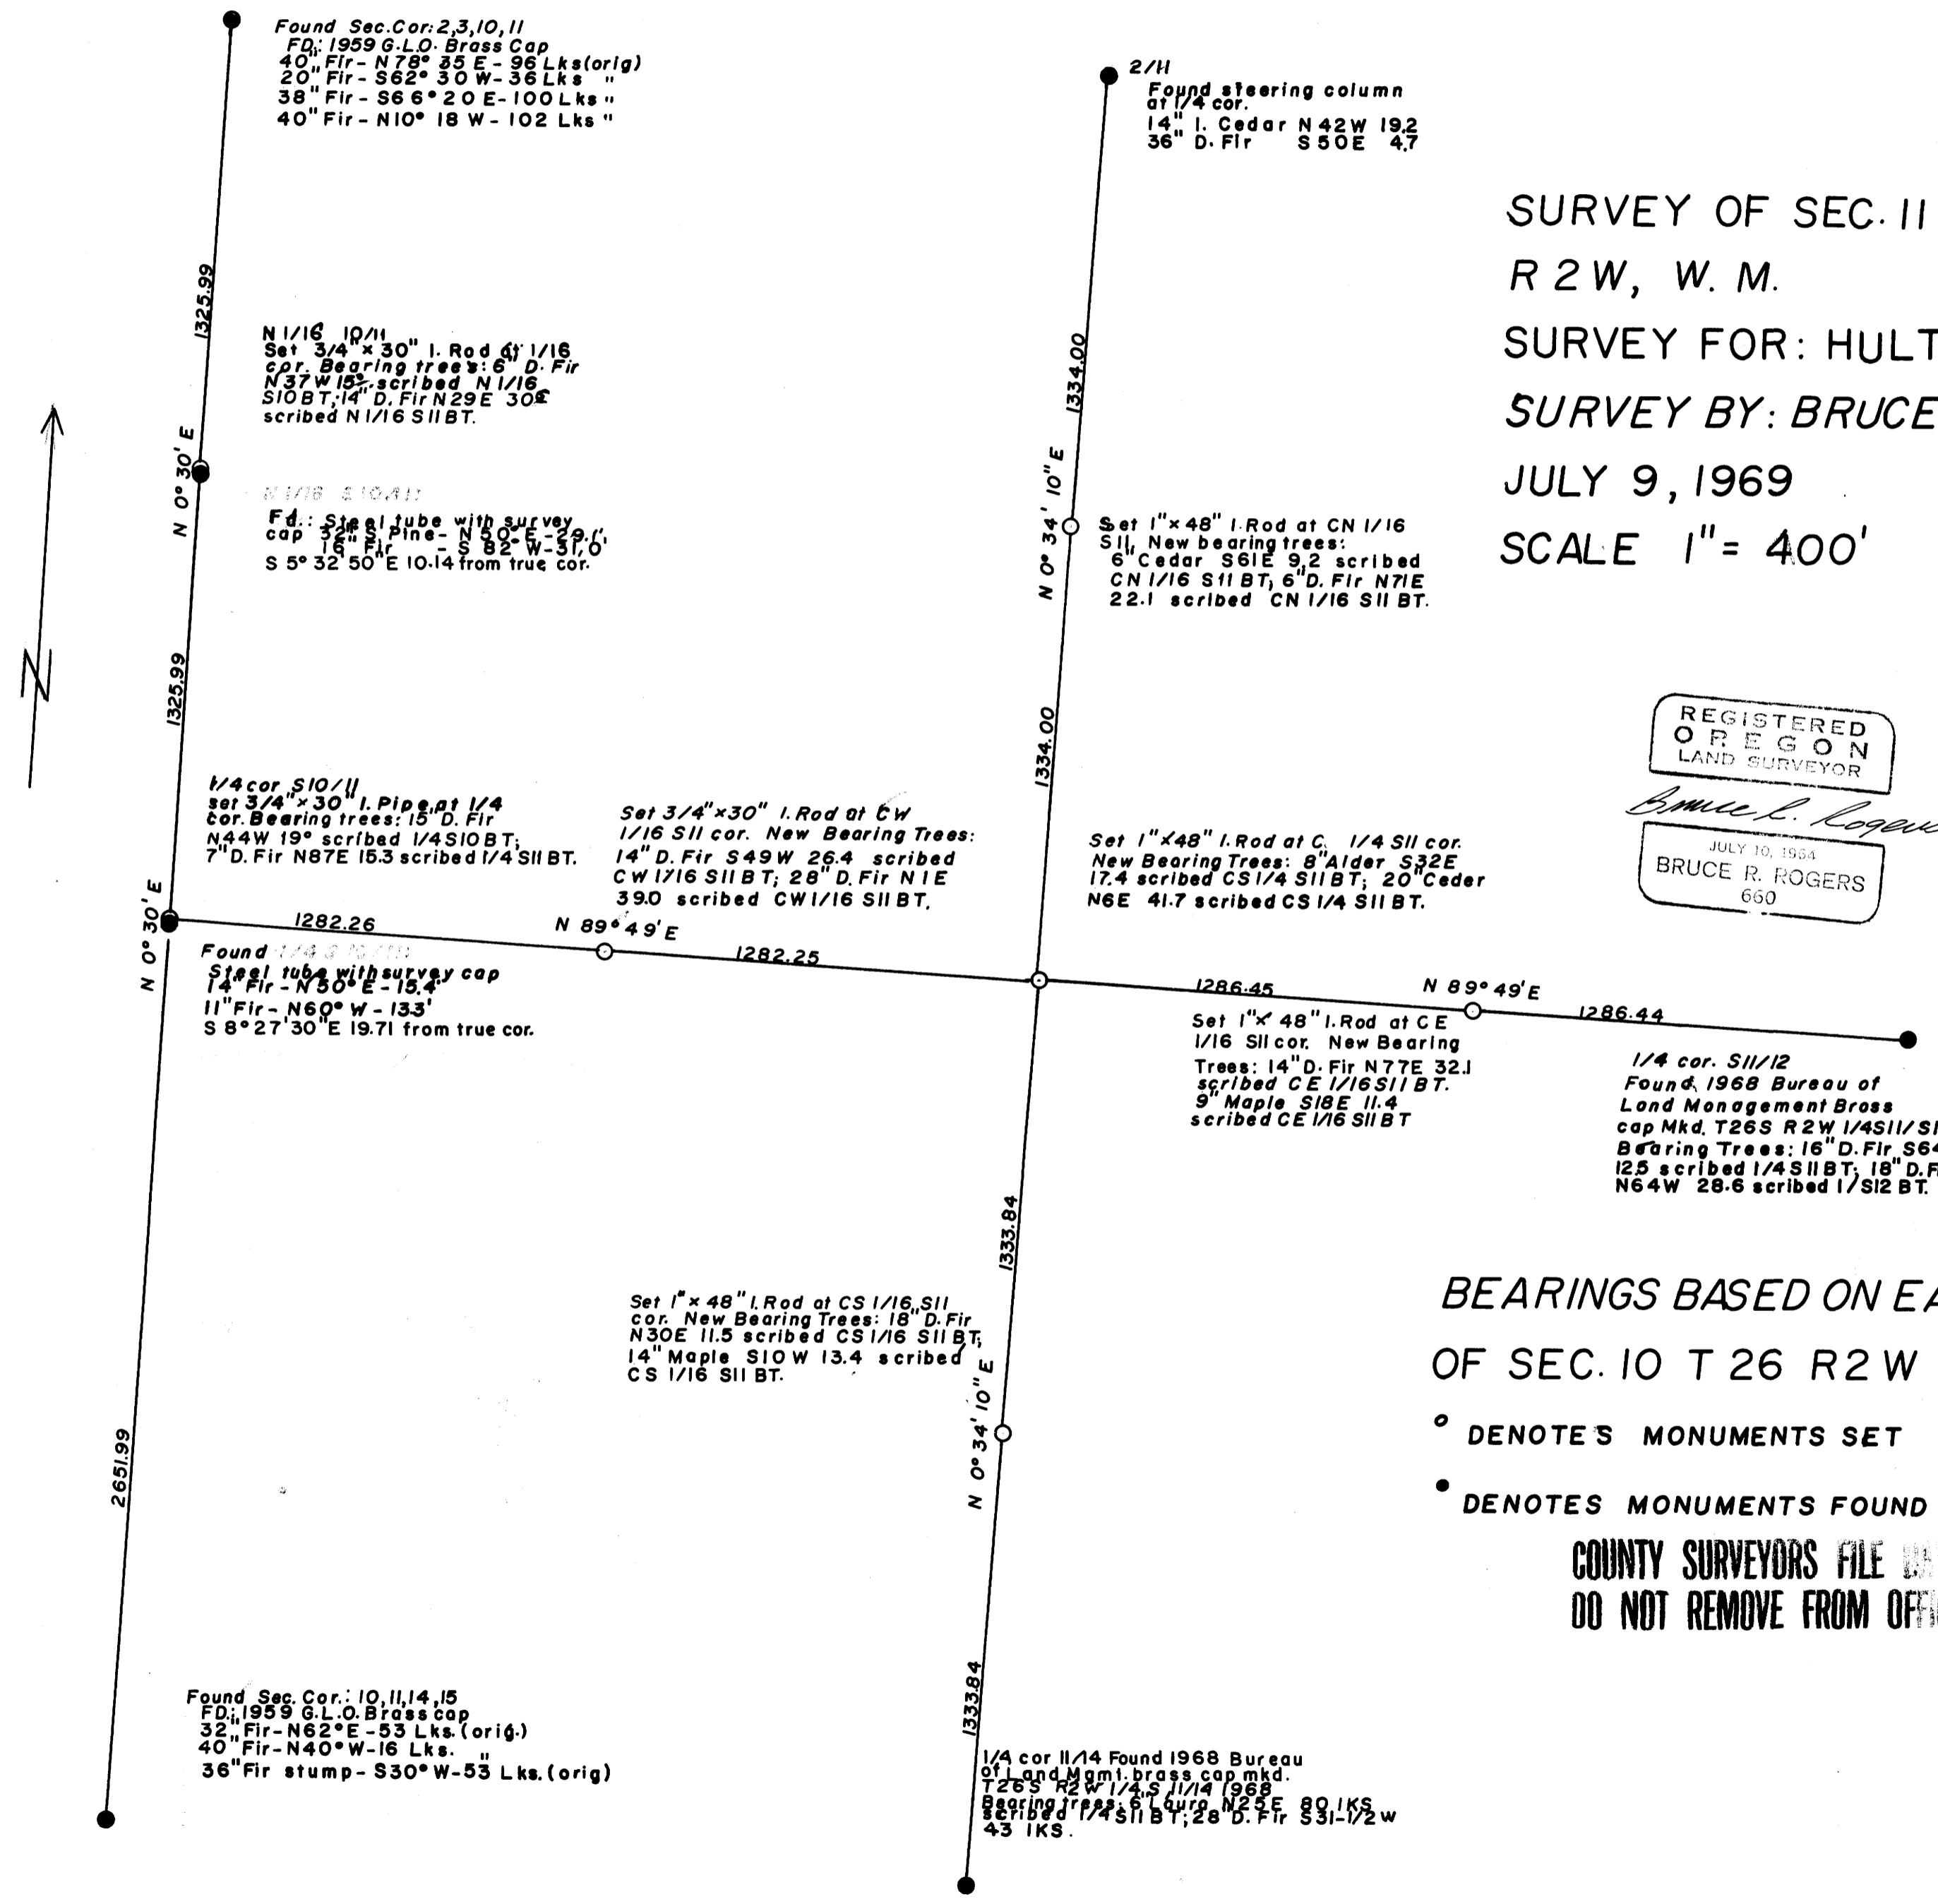 Found Sec.Cor: 2,3,10,11
FD.: 1959 G.L.O. Brass Cap
40" Fir - N 78° 35 E - 96 Lks(orig)
20" Fir - S62° 30 W - 36 Lks "
38" Fir - S66° 20 E - 100 Lks "
40" Fir - N10° 18 W - 102 Lks "
2/11
Found steering column
at 1/4 cor.
14" I. Cedar N 42W 19.2
36" D. Fir S 50E 4.7
SURVEY OF SEC. 11
R 2 W, W. M.
SURVEY FOR: HULT
SURVEY BY: BRUCE
JULY 9, 1969
SCALE 1" = 400'
1325.99
N 1/16 10/11
Set 3/4" x 30" I. Rod at 1/16
cor. Bearing trees: 6" D. Fir
N37W scribed N 1/16
S10BT; 14" D. Fir N29E
scribed N 1/16 S11 BT.
N 0° 30' E
N 1/16
Fd.: Steel tube with survey
cap 32" S. Pine - N 50° E - 29.1'
16" Fir - S 82° W - 31.0'
S 5° 32' 50" E 10.14 from true cor.
1334.00
N 0° 34' 10" E
Set 1" x 48" I. Rod at CN 1/16
S11, New bearing trees:
6" Cedar S61E 9.2 scribed
CN 1/16 S11 BT; 6" D. Fir N71E
22.1 scribed CN 1/16 S11 BT.
N
1325.99
1334.00
REGISTERED
OREGON
LAND SURVEYOR
Bruce R. Rogers
JULY 10, 1964
BRUCE R. ROGERS
660
1/4 cor S10/11
set 3/4" x 30" I. Pipe at 1/4
cor. Bearing trees: 15" D. Fir
N44W 19° scribed 1/4 S10 BT;
7" D. Fir N87E 15.3 scribed 1/4 S11 BT.
Set 3/4" x 30" I. Rod at CW
1/16 S11 cor. New Bearing Trees:
14" D. Fir S49W 26.4 scribed
CW 1/16 S11 BT; 28" D. Fir N1E
39.0 scribed CW 1/16 S11 BT.
Set 1" x 48" I. Rod at C. 1/4 S11 cor.
New Bearing Trees: 8" Alder S32E
17.4 scribed CS 1/4 S11 BT; 20" Ceder
N6E 41.7 scribed CS 1/4 S11 BT.
N 0° 30' E
1282.26
N 89° 49' E
1282.25
1286.45
N 89° 49' E
1286.44
Found
Steel tube with survey cap
14" Fir - N 50° E - 15.4'
11" Fir - N60° W - 13.3'
S 8° 27' 30" E 19.71 from true cor.
Set 1" x 48" I. Rod at CE
1/16 S11 cor. New Bearing
Trees: 14" D. Fir N77E 32.1
scribed CE 1/16 S11 BT.
9" Maple S18E 11.4
scribed CE 1/16 S11 BT
1/4 cor. S11/12
Found 1968 Bureau of
Land Management Brass
cap Mkd. T26S R2W 1/4 S11/S1
Bearing Trees: 16" D. Fir S64
12.5 scribed 1/4 S11 BT; 18" D. F
N64W 28.6 scribed 1/S12 BT.
1333.84
Set 1" x 48" I. Rod at CS 1/16 S11
cor. New Bearing Trees: 18" D. Fir
N30E 11.5 scribed CS 1/16 S11 BT;
14" Maple S10W 13.4 scribed
CS 1/16 S11 BT.
N 0° 34' 10" E
2651.99
BEARINGS BASED ON EA
OF SEC. 10 T 26 R2 W
° DENOTES MONUMENTS SET
• DENOTES MONUMENTS FOUND
COUNTY SURVEYORS FILE
DO NOT REMOVE FROM OFFI
1333.84
Found Sec. Cor.: 10,11,14,15
FD.: 1959 G.L.O. Brass cap
32" Fir - N62° E - 53 Lks. (orig.)
40" Fir - N40° W - 16 Lks. "
36" Fir stump - S30° W - 53 Lks. (orig)
1/4 cor 11/14 Found 1968 Bureau
of Land Mgmt. brass cap mkd.
T26S R2W 1/4 S 11/14 1968
Bearing trees: 6" Laura N25E 80 lKS
scribed 1/4 S11 BT; 28" D. Fir S31-1/2 W
43 lKS.